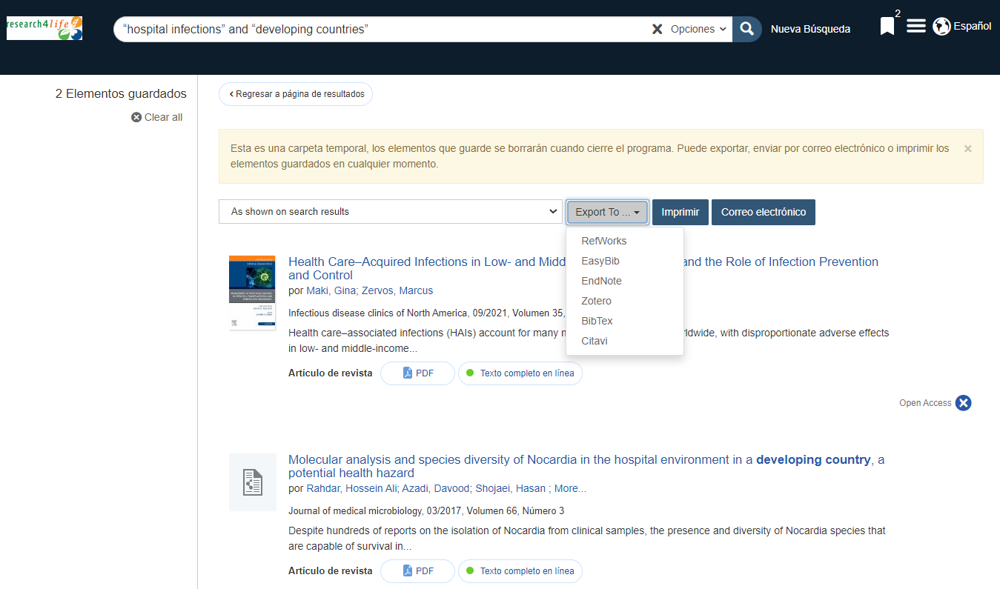 research4life
“hospital infections” and “developing countries”
Opciones
Nueva Búsqueda
2
Español
2 Elementos guardados
Clear all
Regresar a página de resultados
Esta es una carpeta temporal, los elementos que guarde se borrarán cuando cierre el programa. Puede exportar, enviar por correo electrónico o imprimir los
elementos guardados en cualquier momento.
As shown on search results
Export To ...
Imprimir
Correo electrónico
RefWorks
EasyBib
EndNote
Zotero
BibTex
Citavi
Health Care–Acquired Infections in Low- and Midd and the Role of Infection Prevention
and Control
por Maki, Gina; Zervos, Marcus
Infectious disease clinics of North America, 09/2021, Volumen 35,
Health care–associated infections (HAIs) account for many rldwide, with disproportionate adverse effects
in low- and middle-income...
Artículo de revista
PDF
Texto completo en línea
Open Access
Molecular analysis and species diversity of Nocardia in the hospital environment in a developing country, a
potential health hazard
por Rahdar, Hossein Ali; Azadi, Davood; Shojaei, Hasan ; More...
Journal of medical microbiology, 03/2017, Volumen 66, Número 3
Despite hundreds of reports on the isolation of Nocardia from clinical samples, the presence and diversity of Nocardia species that
are capable of survival in...
Artículo de revista
PDF
Texto completo en línea